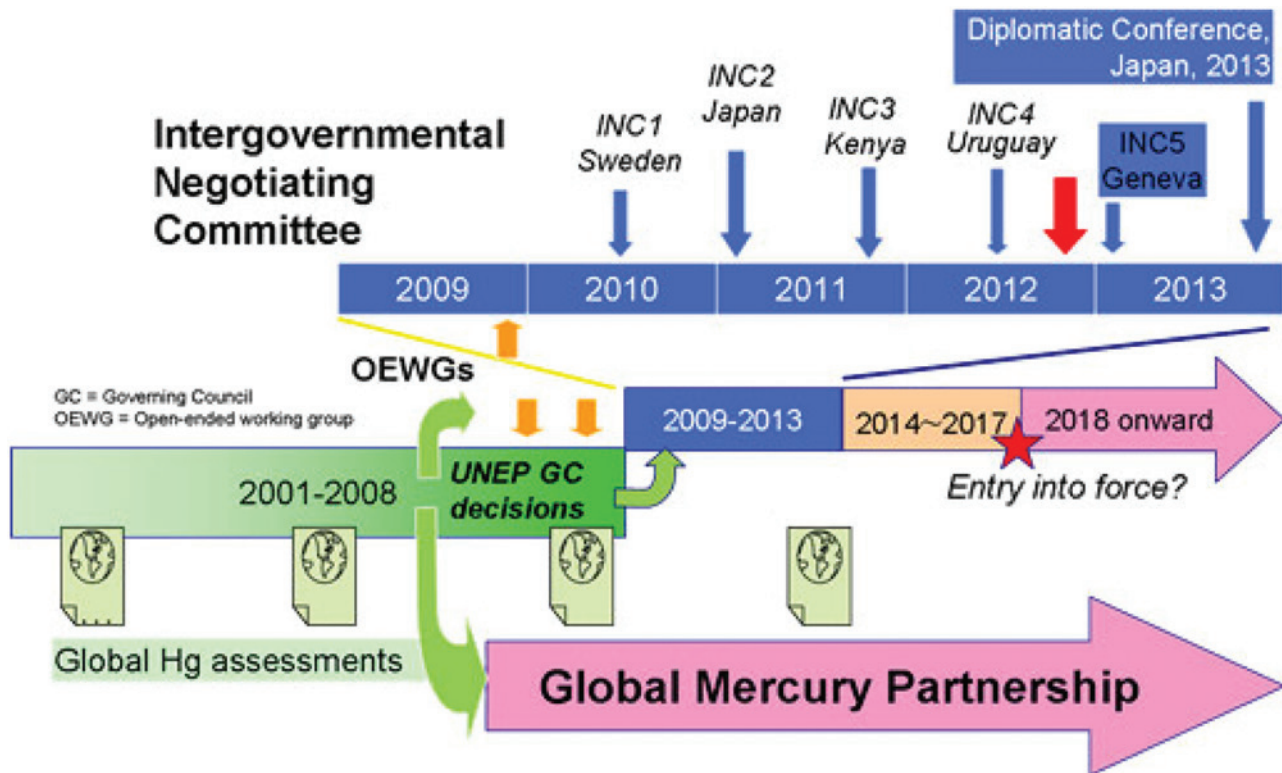 Diplomatic Conference,
Japan, 2013
Intergovernmental
Negotiating
Committee
INC1
Sweden
INC2
Japan
INC3
Kenya
INC4
Uruguay
INC5
Geneva
2009
2010
2011
2012
2013
OEWGs
GC = Governing Council
OEWG = Open-ended working group
2001-2008
UNEP GC
decisions
2009-2013
2014~2017
2018 onward
Entry into force?
Global Hg assessments
Global Mercury Partnership